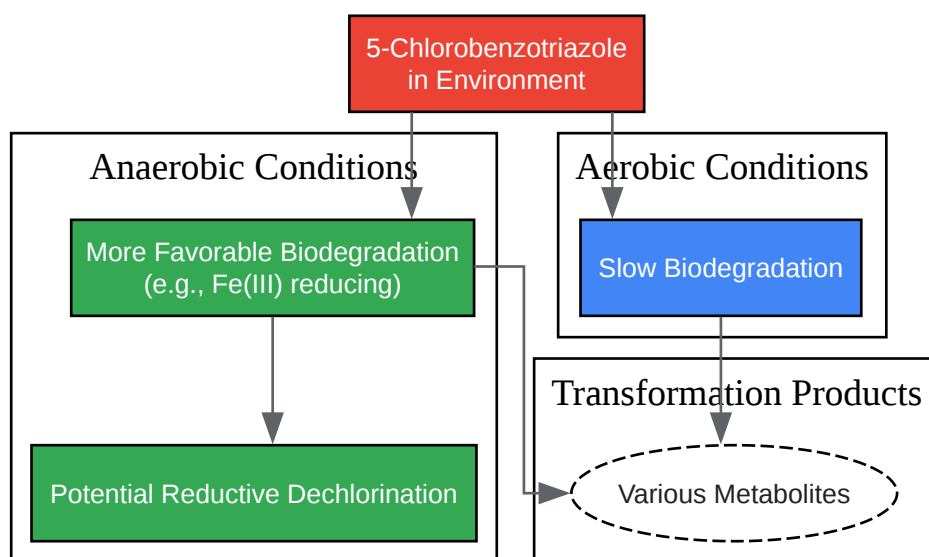 5-Chlorobenzotriazole
in Environment
Anaerobic Conditions
Aerobic Conditions
More Favorable Biodegradation
(e.g., Fe(III) reducing)
Slow Biodegradation
Transformation Products
Potential Reductive Dechlorination
Various Metabolites